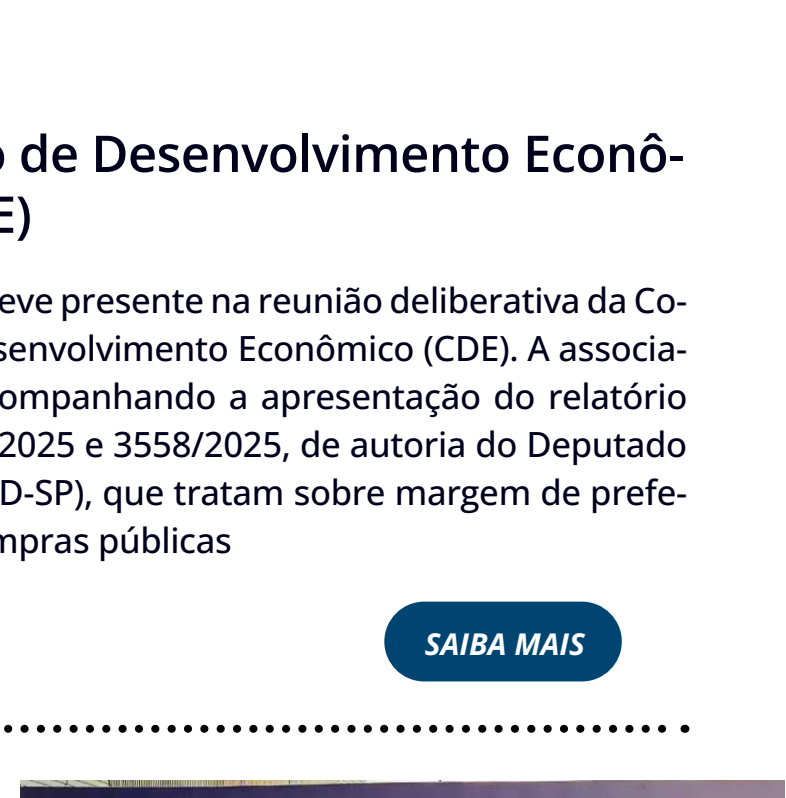 de Desenvolvimento Econô-
E)
eve presente na reunião deliberativa da Co-
senvolvimento Econômico (CDE). A associa-
ompanhando a apresentação do relatório
2025 e 3558/2025, de autoria do Deputado
D-SP), que tratam sobre margem de prefe-
mpras públicas
SAIBA MAIS